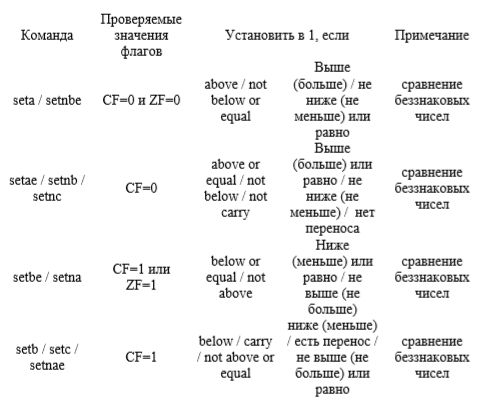 Команда
Проверяемые
значения
флагов
Установить в 1, если
Примечание
seta / setnbe
CF=0 и ZF=0
above / not
below or
equal
Выше
(больше) / не
ниже (не
меньше) или
равно
сравнение
беззнаковых
чисел
setae / setnb /
setnc
CF=0
above or
equal / not
below / not
carry
Выше
(больше) или
равно / не
ниже (не
меньше) / нет
переноса
сравнение
беззнаковых
чисел
setbe / setna
CF=1 или
ZF=1
below or
equal / not
above
Ниже
(меньше) или
равно / не
выше (не
больше)
сравнение
беззнаковых
чисел
setb / setc /
setnae
CF=1
below / carry
/ not above or
equal
ниже (меньше)
/ есть перенос /
не выше (не
больше) или
равно
сравнение
беззнаковых
чисел